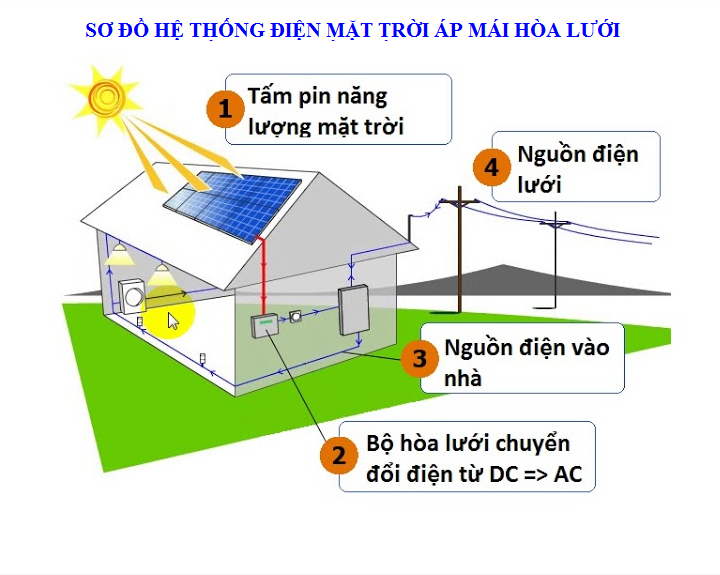 SƠ ĐỒ HỆ THỐNG ĐIỆN MẶT TRỜI ÁP MÁI HÒA LƯỚI
1
Tấm pin năng
lượng mặt trời
4
Nguồn điện
lưới
3
Nguồn điện vào
nhà
2
Bộ hòa lưới chuyển
đổi điện từ DC => AC